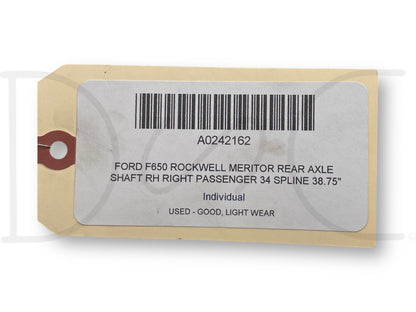 A0242162
FORD F650 ROCKWELL MERITOR REAR AXLE
SHAFT RH RIGHT PASSENGER 34 SPLINE 38.75"
Individual
USED - GOOD, LIGHT WEAR